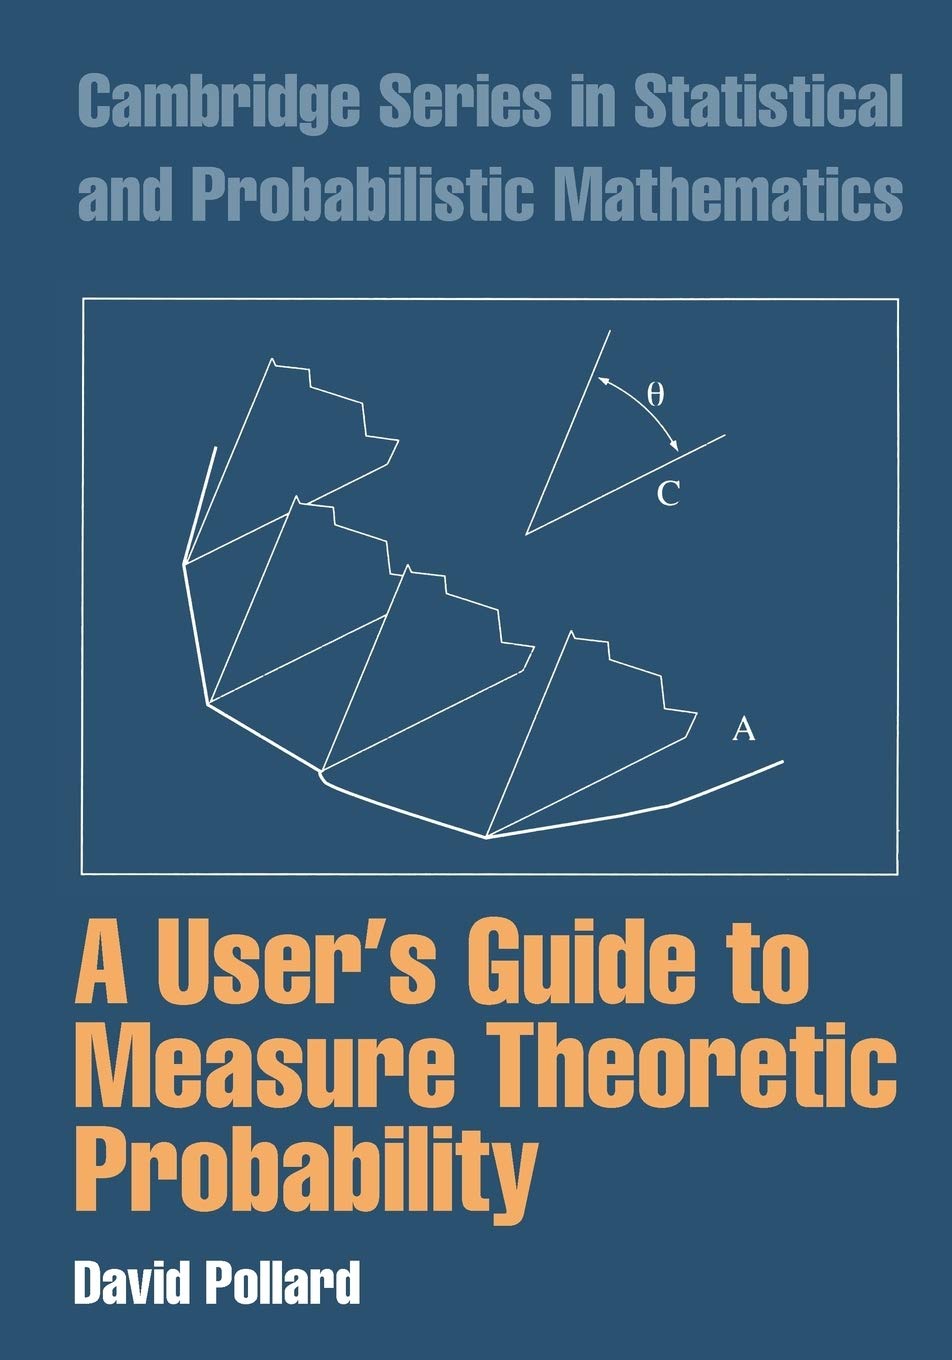 Cambridge Series in Statistical
and Probabilistic Mathematics
θ
C
A
A User's Guide to
Measure Theoretic
Probability
David Pollard